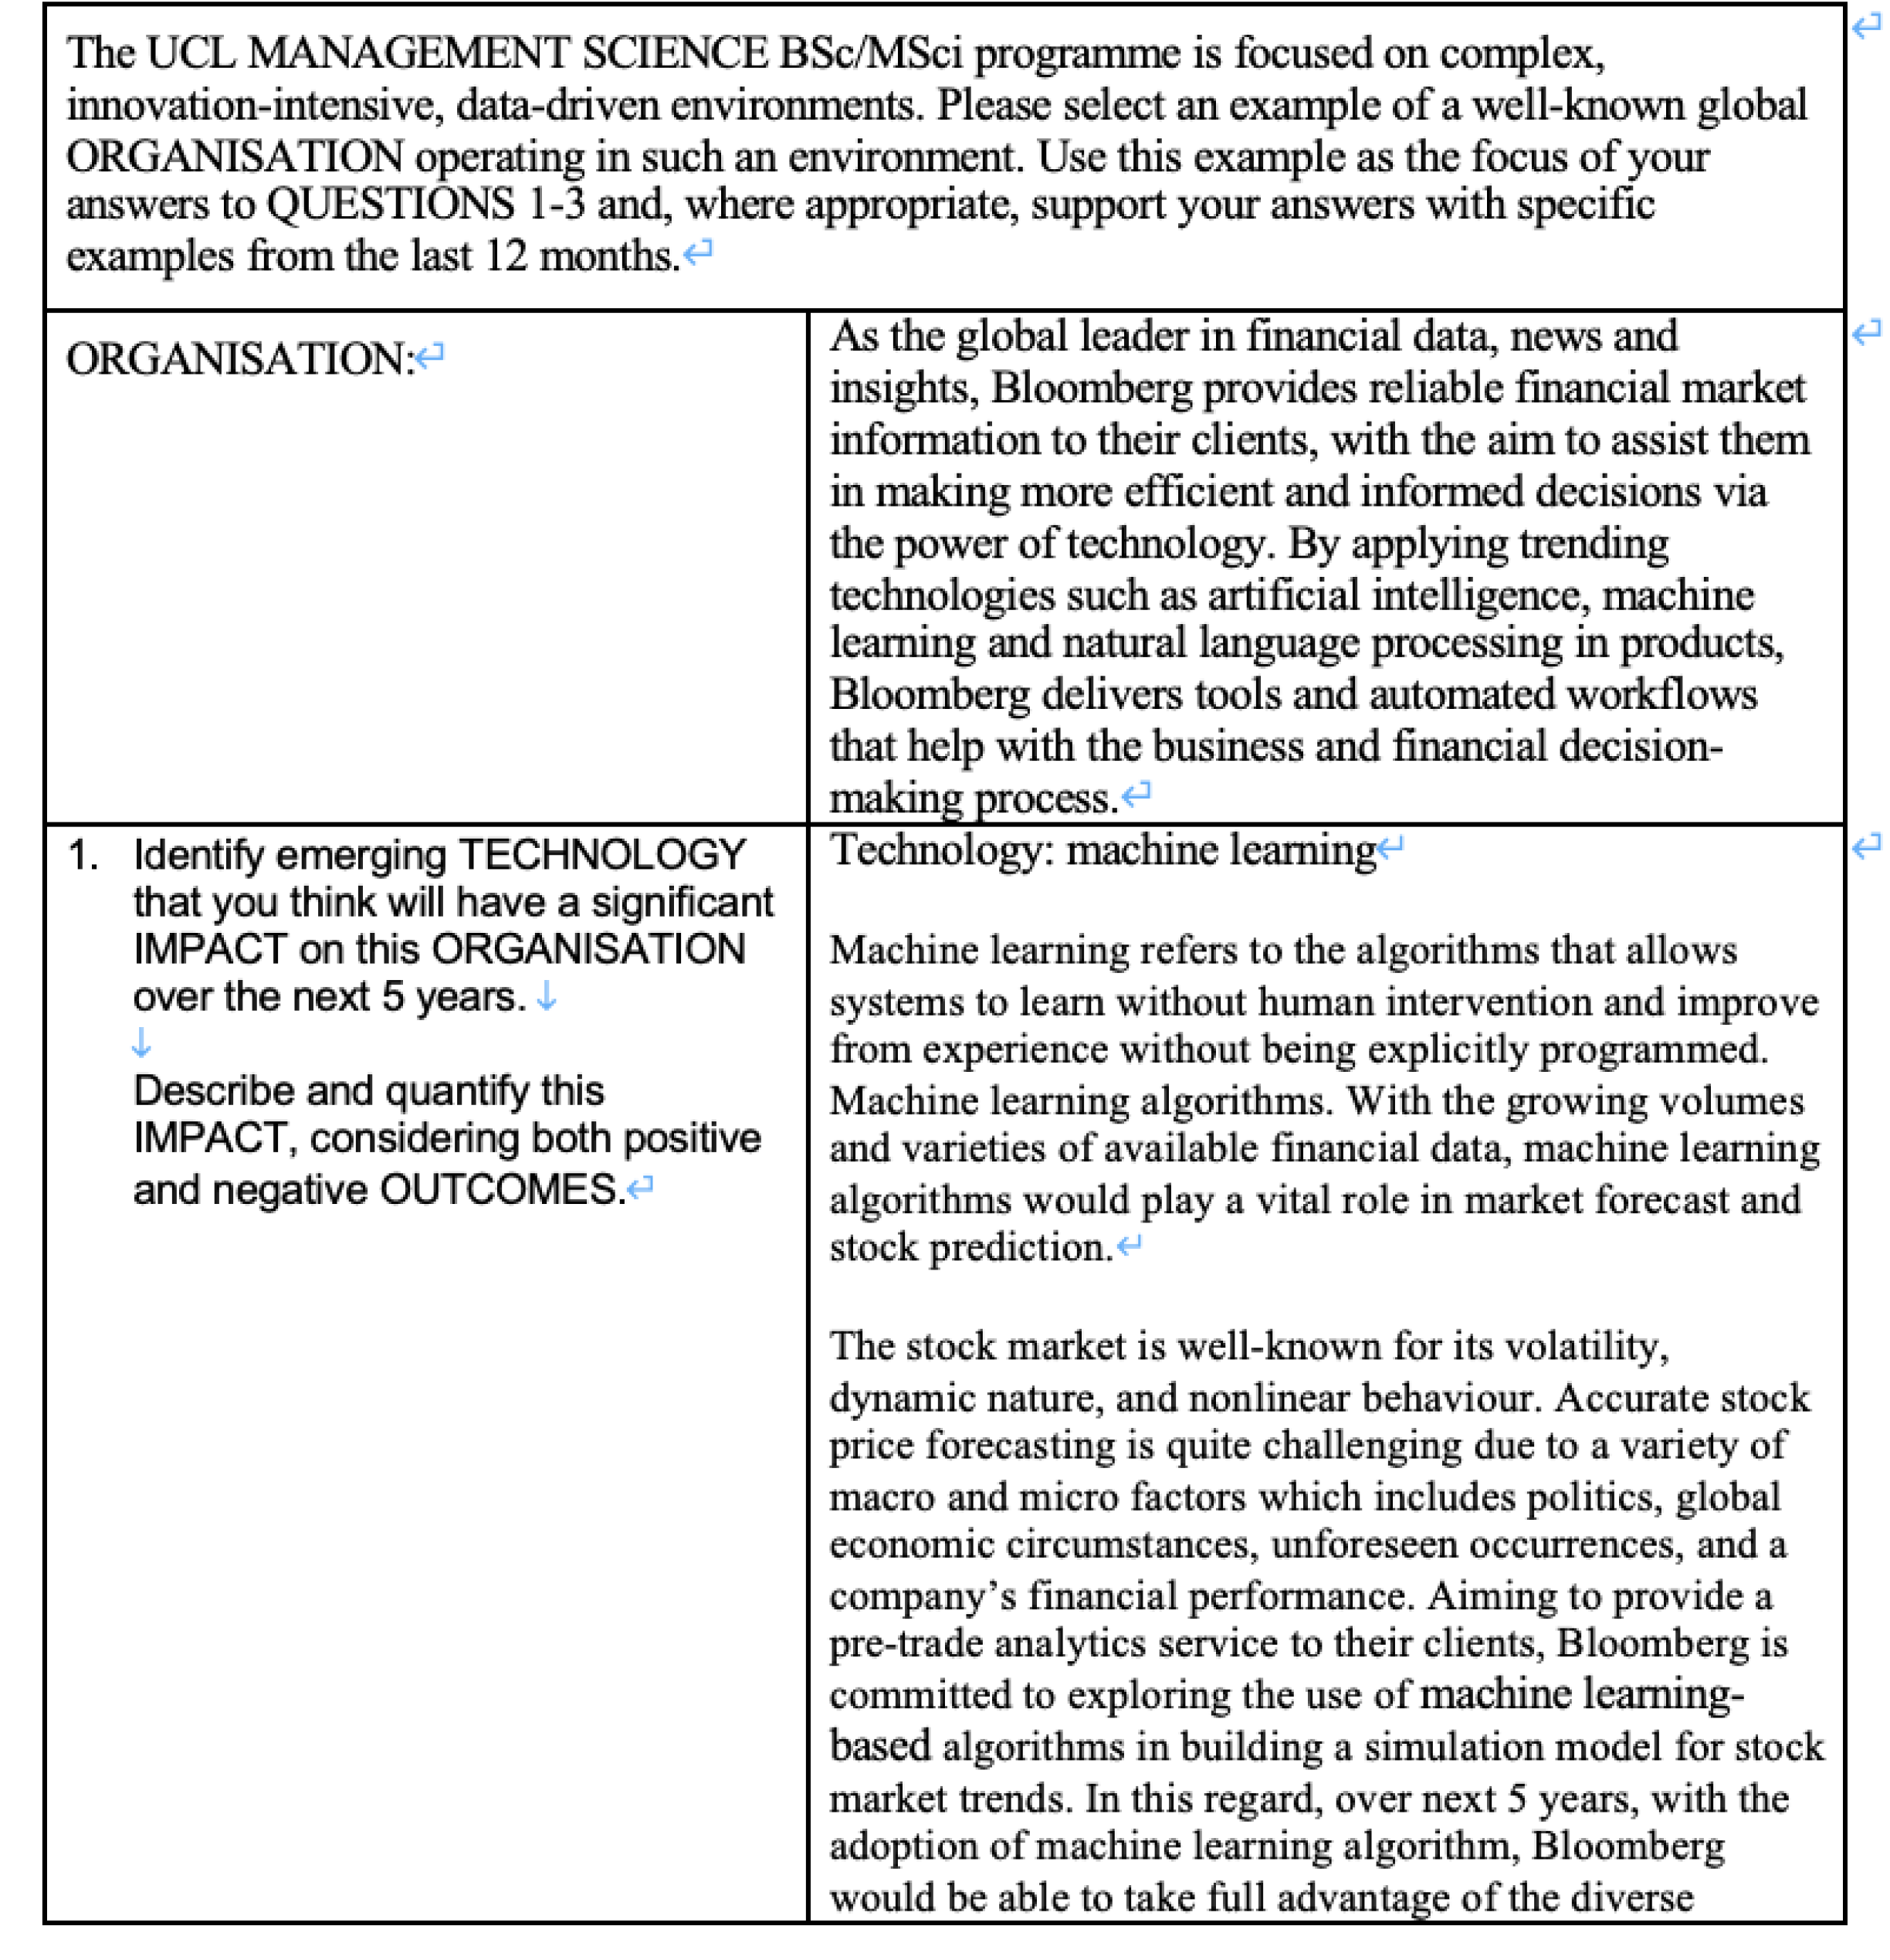 The UCL MANAGEMENT SCIENCE BSc/MSci programme is focused on complex,
innovation-intensive, data-driven environments. Please select an example of a well-known global
ORGANISATION operating in such an environment. Use this example as the focus of your
answers to QUESTIONS 1-3 and, where appropriate, support your answers with specific
examples from the last 12 months.
ORGANISATION:
As the global leader in financial data, news and
insights, Bloomberg provides reliable financial market
information to their clients, with the aim to assist them
in making more efficient and informed decisions via
the power of technology. By applying trending
technologies such as artificial intelligence, machine
learning and natural language processing in products,
Bloomberg delivers tools and automated workflows
that help with the business and financial decision-
making process.
1. Identify emerging TECHNOLOGY
that you think will have a significant
IMPACT on this ORGANISATION
over the next 5 years.
Describe and quantify this
IMPACT, considering both positive
and negative OUTCOMES.
Technology: machine learning
Machine learning refers to the algorithms that allows
systems to learn without human intervention and improve
from experience without being explicitly programmed.
Machine learning algorithms. With the growing volumes
and varieties of available financial data, machine learning
algorithms would play a vital role in market forecast and
stock prediction.
The stock market is well-known for its volatility,
dynamic nature, and nonlinear behaviour. Accurate stock
price forecasting is quite challenging due to a variety of
macro and micro factors which includes politics, global
economic circumstances, unforeseen occurrences, and a
company’s financial performance. Aiming to provide a
pre-trade analytics service to their clients, Bloomberg is
committed to exploring the use of machine learning-
based algorithms in building a simulation model for stock
market trends. In this regard, over next 5 years, with the
adoption of machine learning algorithm, Bloomberg
would be able to take full advantage of the diverse